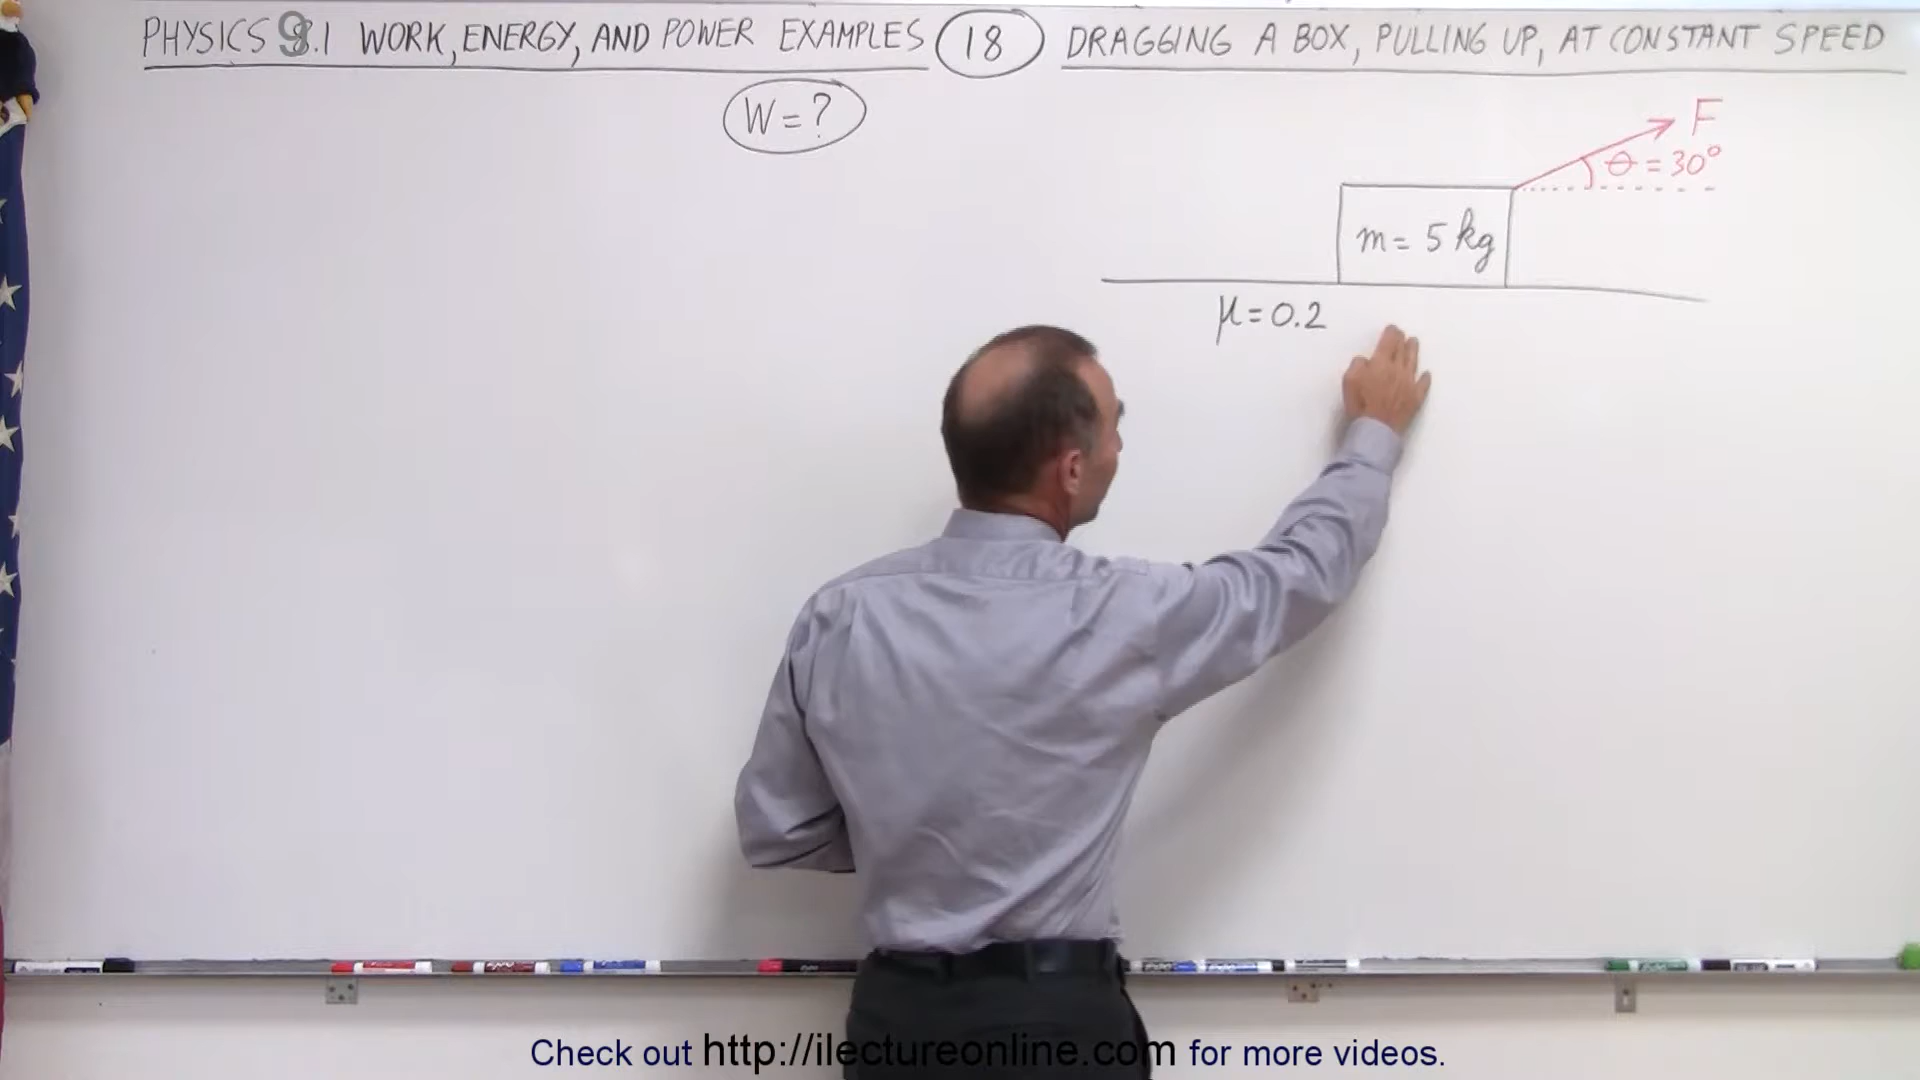 PHYSICS 9.1 WORK, ENERGY, AND POWER EXAMPLES 18 DRAGGING A BOX, PULLING UP, AT CONSTANT SPEED
W = ?
F
θ = 30°
m = 5 kg
μ = 0.2
Check out http://ilectureonline.com for more videos.